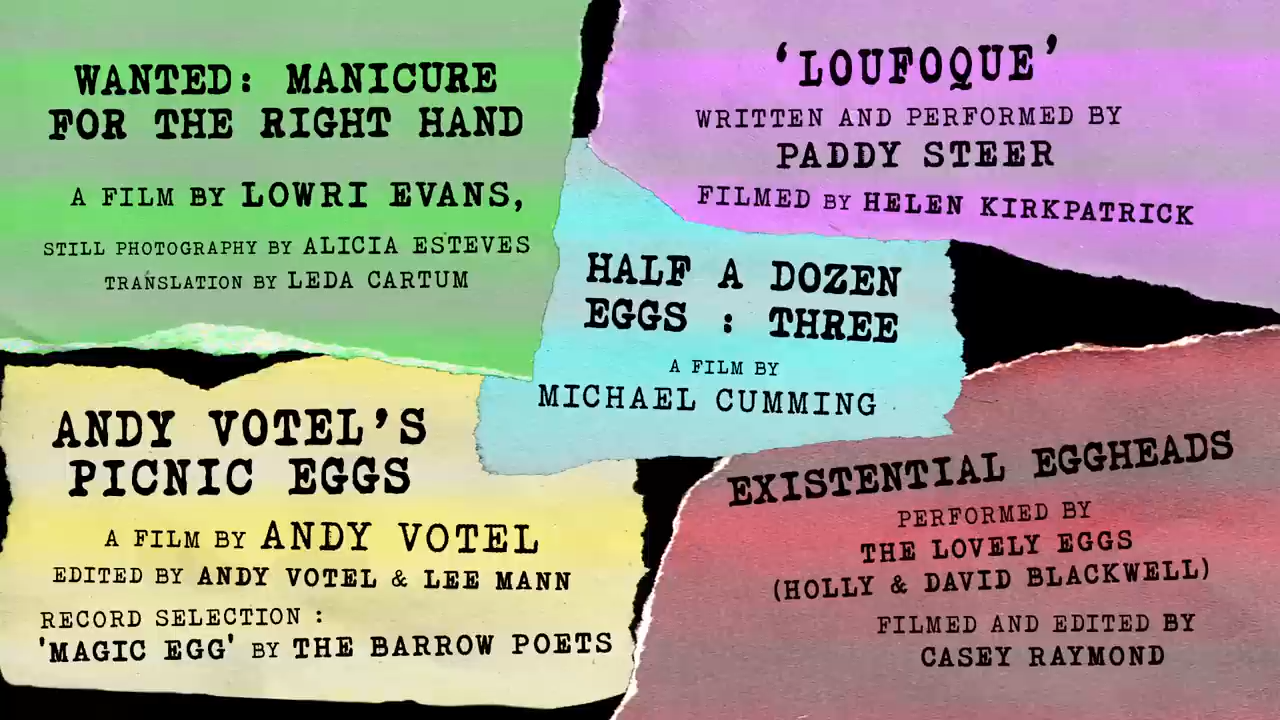 WANTED: MANICURE
FOR THE RIGHT HAND
A FILM BY LOWRI EVANS,
STILL PHOTOGRAPHY BY ALICIA ESTEVES
TRANSLATION BY LEDA CARTUM
'LOUFOQUE'
WRITTEN AND PERFORMED BY
PADDY STEER
FILMED BY HELEN KIRKPATRICK
HALF A DOZEN
EGGS : THREE
A FILM BY
MICHAEL CUMMING
ANDY VOTEL'S
PICNIC EGGS
A FILM BY ANDY VOTEL
EDITED BY ANDY VOTEL & LEE MANN
RECORD SELECTION :
'MAGIC EGG' BY THE BARROW POETS
EXISTENTIAL EGGHEADS
PERFORMED BY
THE LOVELY EGGS
(HOLLY & DAVID BLACKWELL)
FILMED AND EDITED BY
CASEY RAYMOND